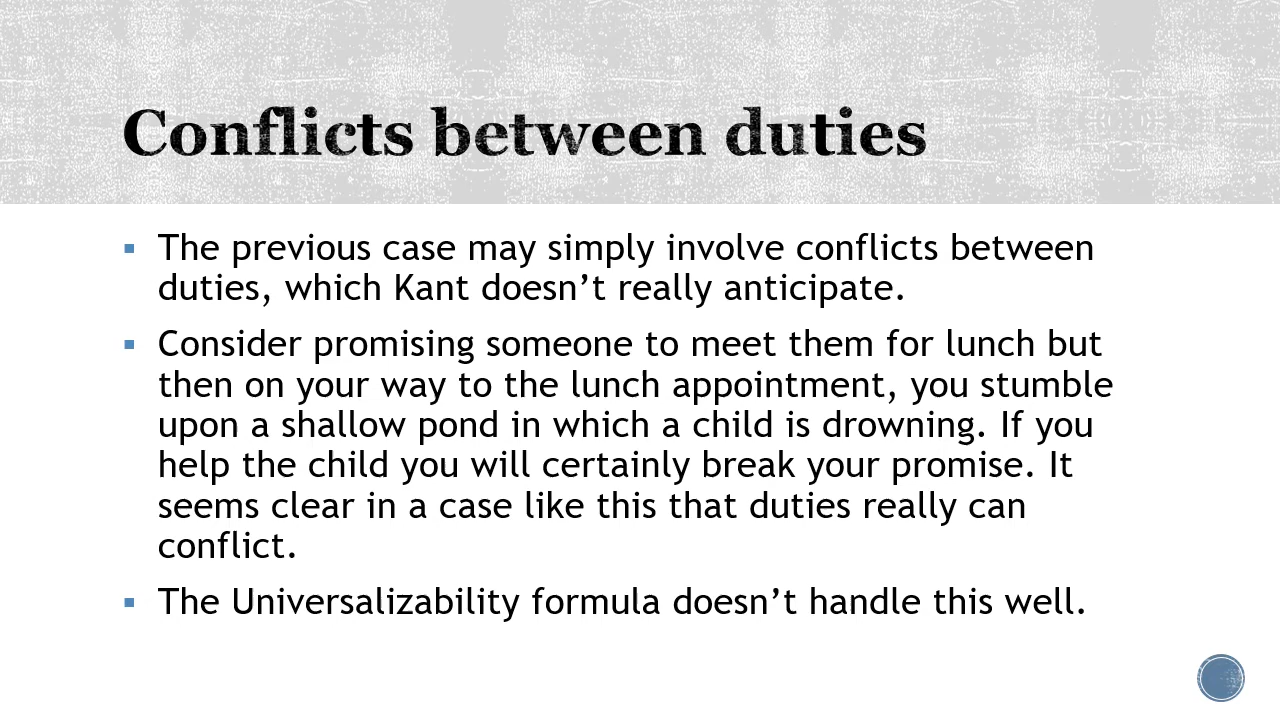 Conflicts between duties
▪ The previous case may simply involve conflicts between
duties, which Kant doesn’t really anticipate.
▪ Consider promising someone to meet them for lunch but
then on your way to the lunch appointment, you stumble
upon a shallow pond in which a child is drowning. If you
help the child you will certainly break your promise. It
seems clear in a case like this that duties really can
conflict.
▪ The Universalizability formula doesn’t handle this well.